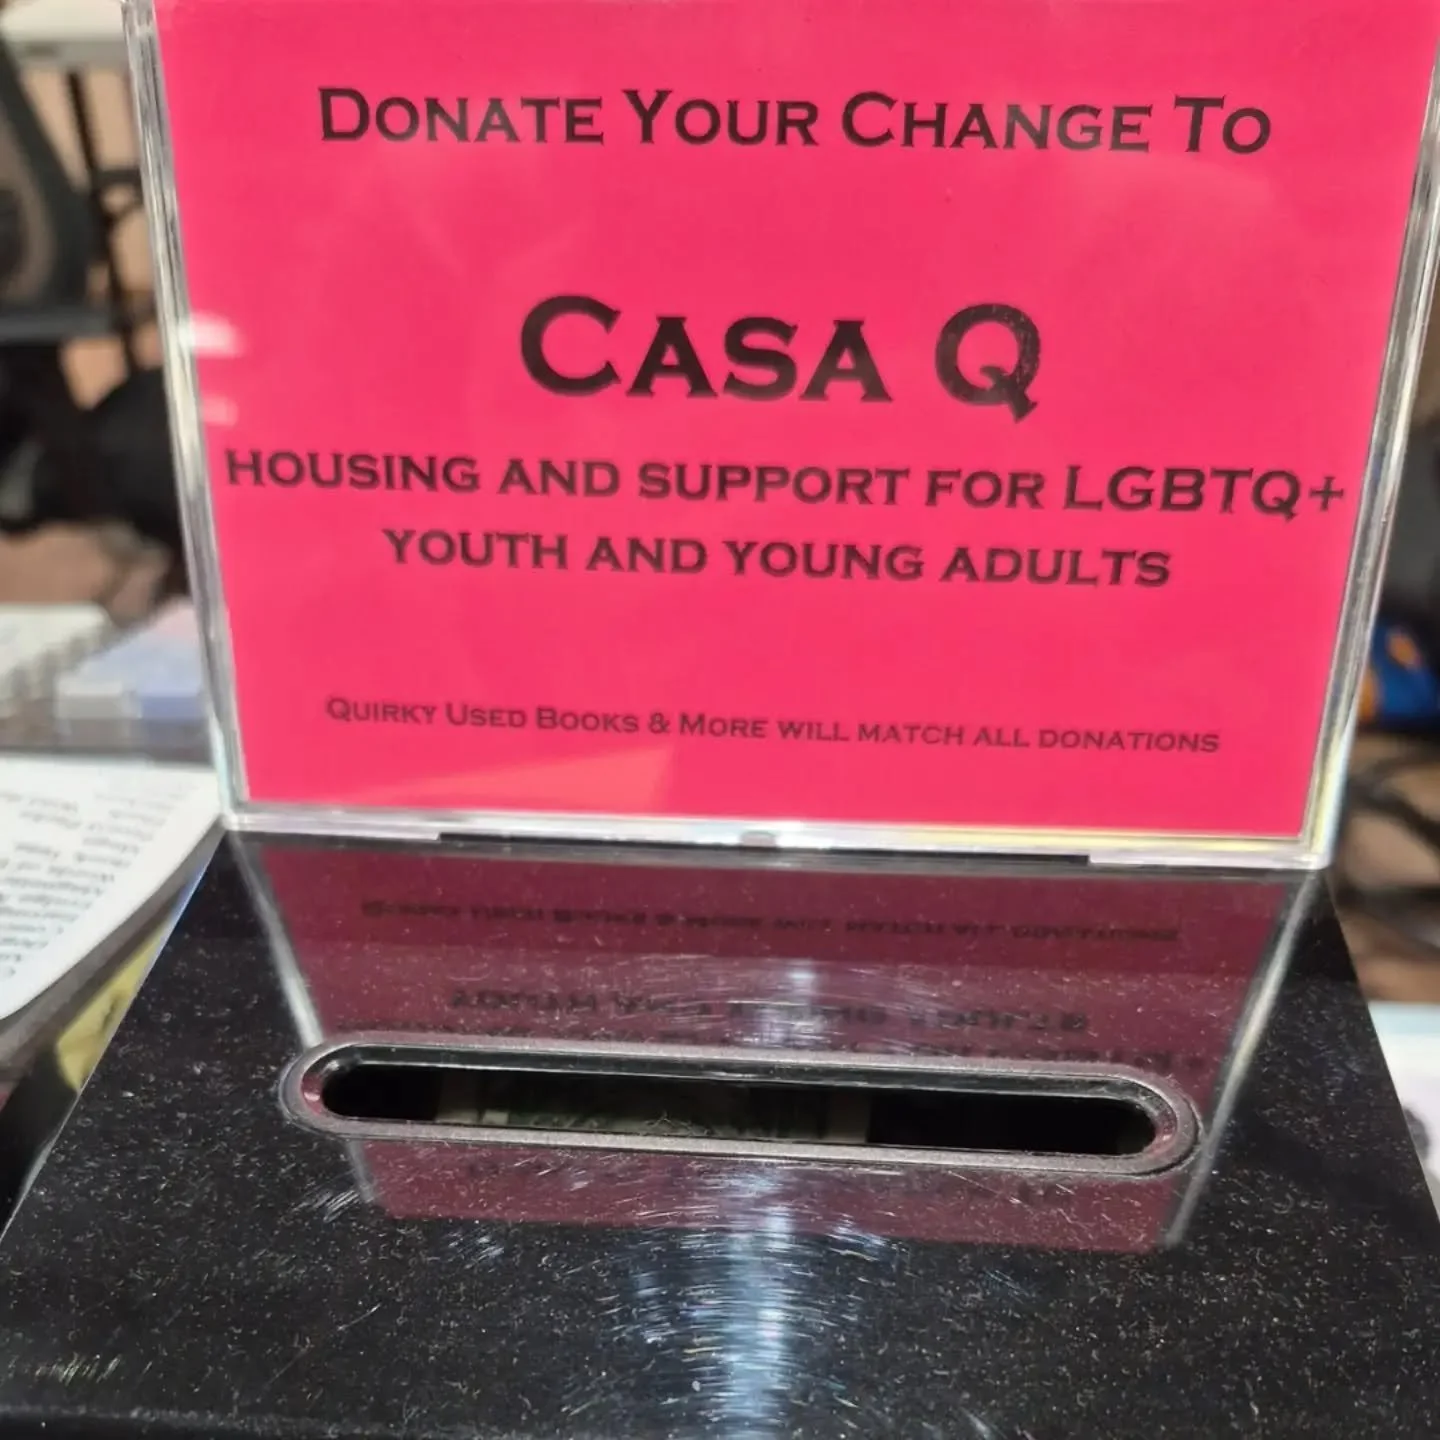 Donate Your Change To
Casa Q
housing and support for LGBTQ+
youth and young adults
Quirky Used Books & More will match all donations